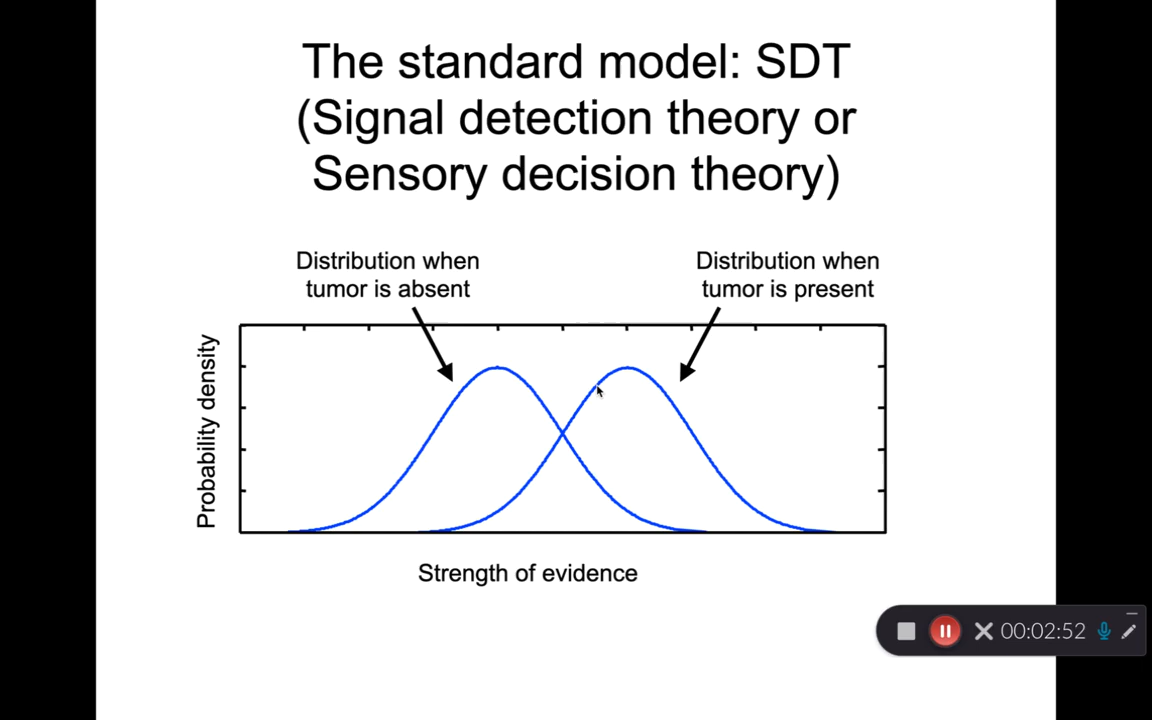 The standard model: SDT
(Signal detection theory or
Sensory decision theory)
Distribution when
tumor is absent
Distribution when
tumor is present
Probability density
Strength of evidence
00:02:52